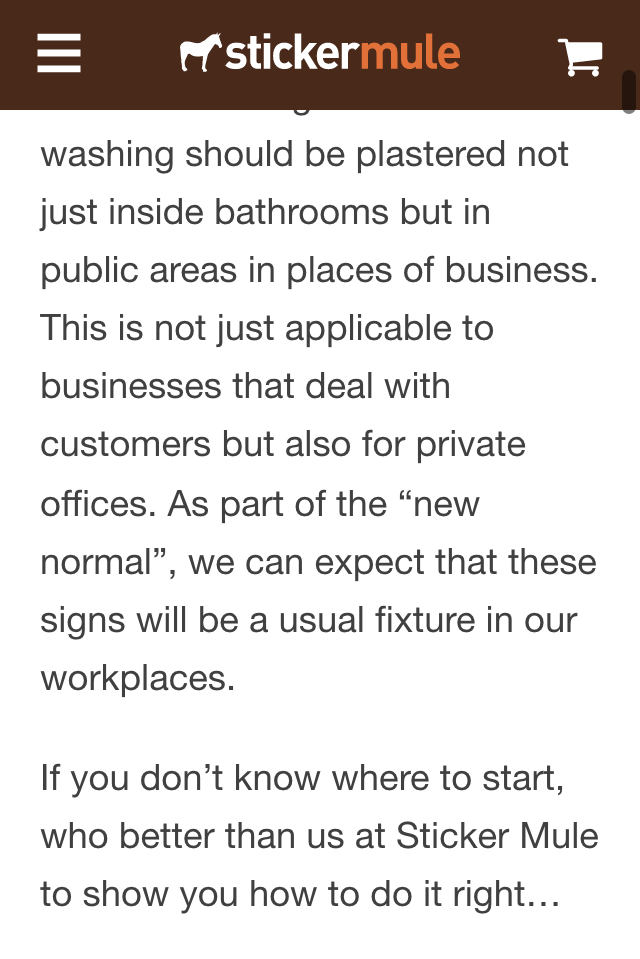 stickermule
washing should be plastered not
just inside bathrooms but in
public areas in places of business.
This is not just applicable to
businesses that deal with
customers but also for private
offices. As part of the “new
normal”, we can expect that these
signs will be a usual fixture in our
workplaces.
If you don’t know where to start,
who better than us at Sticker Mule
to show you how to do it right…